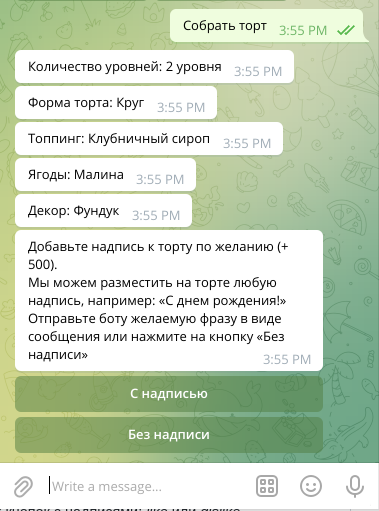 Собрать торт 3:55 PM
Количество уровней: 2 уровня 3:55 PM
Форма торта: Круг 3:55 PM
Топпинг: Клубничный сироп 3:55 PM
Ягоды: Малина 3:55 PM
Декор: Фундук 3:55 PM
Добавьте надпись к торту по желанию (+
500).
Мы можем разместить на торте любую
надпись, например: «С днем рождения!»
Отправьте боту желаемую фразу в виде
сообщения или нажмите на кнопку «Без
надписи» 3:55 PM
С надписью
Без надписи
Write a message...